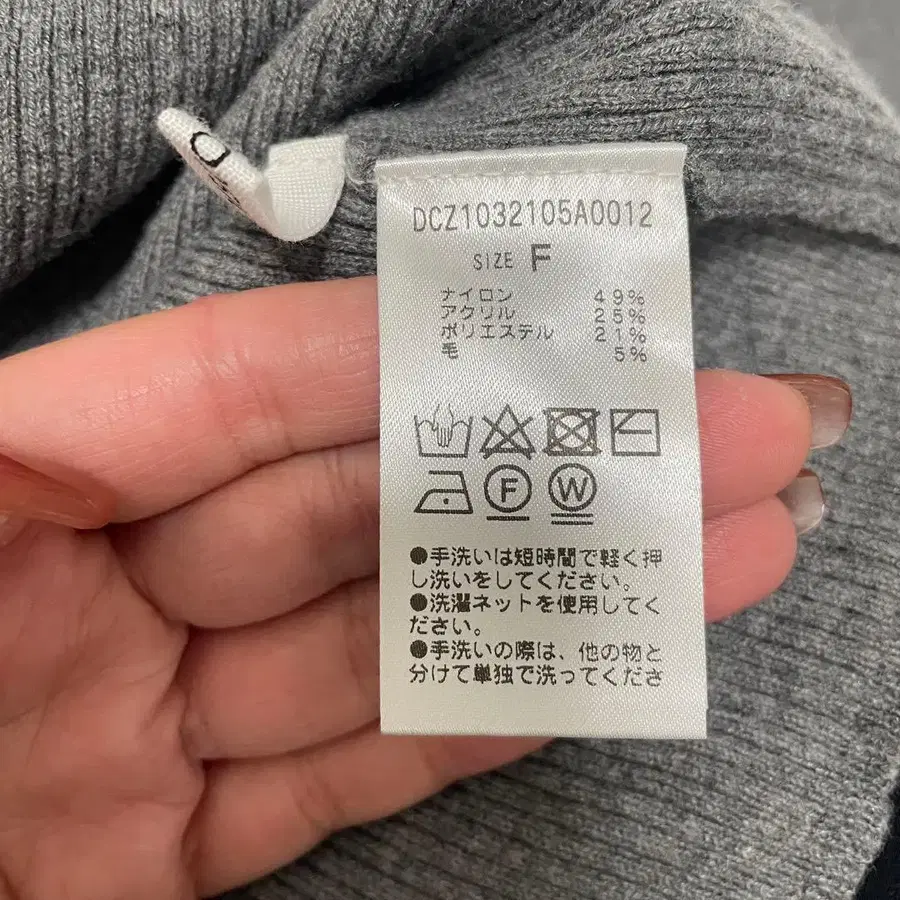 DCZ1032105A0012
SIZE F
ナイロン 49%
アクリル 25%
ポリエステル 21%
毛 5%
F W
●手洗いは短時間で軽く押
し洗いをしてください。
●洗濯ネットを使用してく
ださい。
●手洗いの際は、他の物と
分けて単独で洗ってくださ